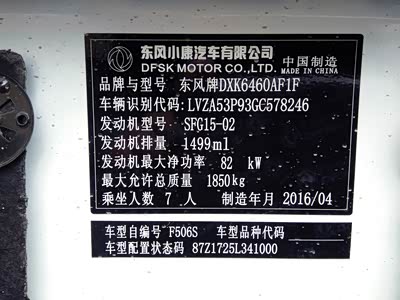 东风小康汽车有限公司
DFSK MOTOR CO.,LTD.
中国制造
MADE IN CHINA
品牌与型号 东风牌DXK6460AF1F
车辆识别代号:LVZA53P93GC578246
发动机型号: SFG15-02
发动机排量 1499ml
发动机最大净功率 82 kW
最大允许总质量 1850kg
乘坐人数 7 人 制造年月 2016/04
车型自编号 F506S 车型品种代码
车型配置状态码 87Z1725L341000